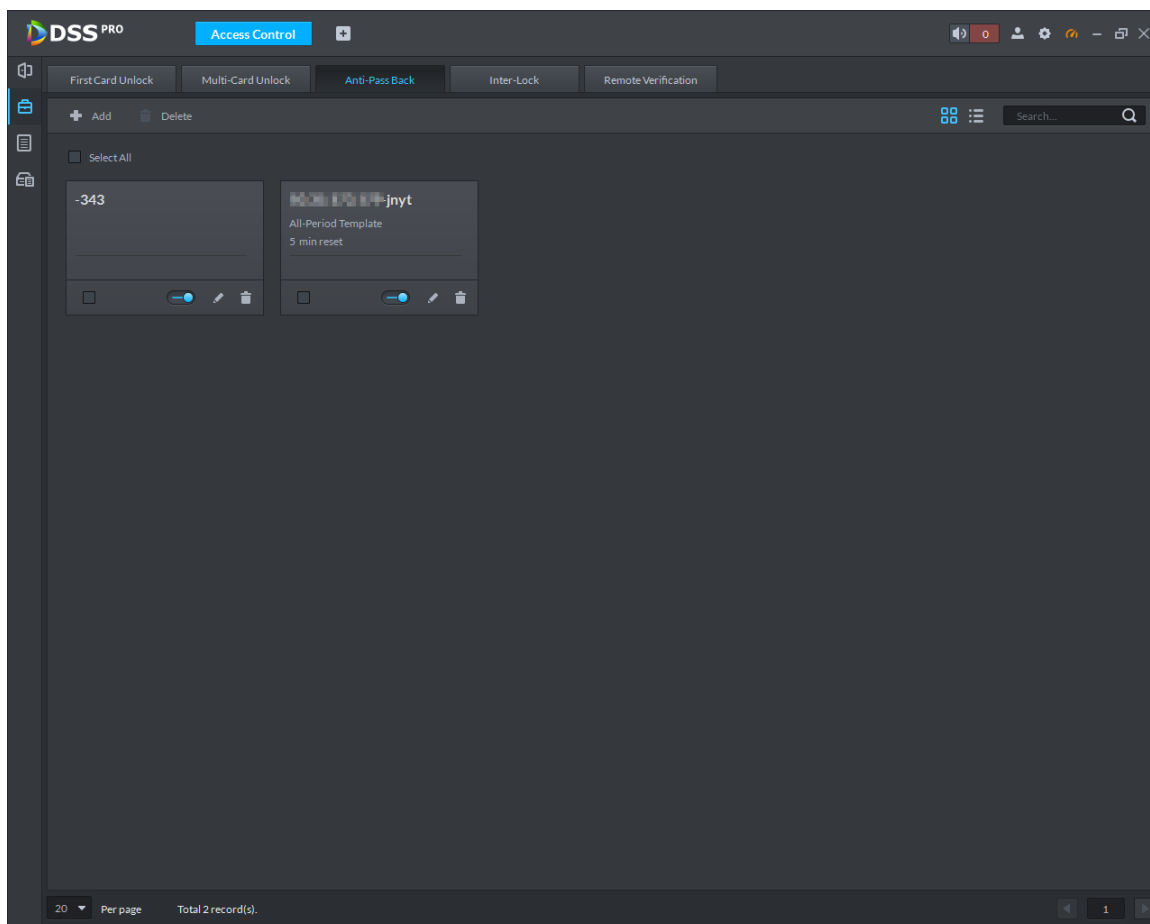 DSS PRO
Access Control
0
First Card Unlock
Multi-Card Unlock
Anti-Pass Back
Inter-Lock
Remote Verification
Add
Delete
Search...
Select All
-343
-jnyt
All-Period Template
5 min reset
20
Per page
Total 2 record(s).
1